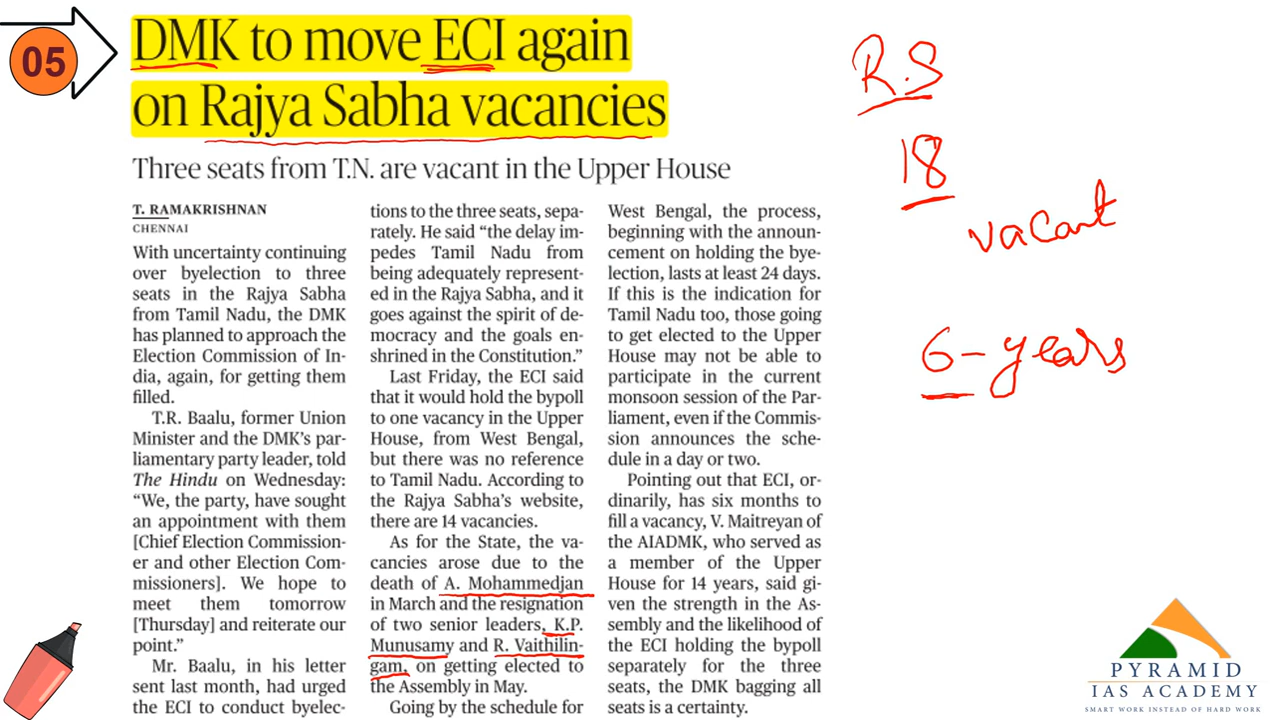 05
DMK to move ECI again
on Rajya Sabha vacancies
Three seats from T.N. are vacant in the Upper House
T. RAMAKRISHNAN
CHENNAI
With uncertainty continuing
over byelection to three
seats in the Rajya Sabha
from Tamil Nadu, the DMK
has planned to approach the
Election Commission of In-
dia, again, for getting them
filled.
T.R. Baalu, former Union
Minister and the DMK's par-
liamentary party leader, told
The Hindu on Wednesday:
“We, the party, have sought
an appointment with them
[Chief Election Commission-
er and other Election Com-
missioners]. We hope to
meet them tomorrow
[Thursday] and reiterate our
point.”
Mr. Baalu, in his letter
sent last month, had urged
the ECI to conduct byelec-
tions to the three seats, sepa-
rately. He said “the delay im-
pedes Tamil Nadu from
being adequately represent-
ed in the Rajya Sabha, and it
goes against the spirit of de-
mocracy and the goals en-
shrined in the Constitution.”
Last Friday, the ECI said
that it would hold the bypoll
to one vacancy in the Upper
House, from West Bengal,
but there was no reference
to Tamil Nadu. According to
the Rajya Sabha's website,
there are 14 vacancies.
As for the State, the va-
cancies arose due to the
death of A. Mohammedjan
in March and the resignation
of two senior leaders, K.P.
Munusamy and R. Vaithilin-
gam, on getting elected to
the Assembly in May.
Going by the schedule for
West Bengal, the process,
beginning with the announ-
cement on holding the bye-
lection, lasts at least 24 days.
If this is the indication for
Tamil Nadu too, those going
to get elected to the Upper
House may not be able to
participate in the current
monsoon session of the Par-
liament, even if the Commis-
sion announces the sche-
dule in a day or two.
Pointing out that ECI, or-
dinarily, has six months to
fill a vacancy, V. Maitreyan of
the AIADMK, who served as
a member of the Upper
House for 14 years, said gi-
ven the strength in the As-
sembly and the likelihood of
the ECI holding the bypoll
separately for the three
seats, the DMK bagging all
seats is a certainty.
R.S
18
vacant
6-years
PYRAMID
IAS ACADEMY
SMART WORK INSTEAD OF HARD WORK